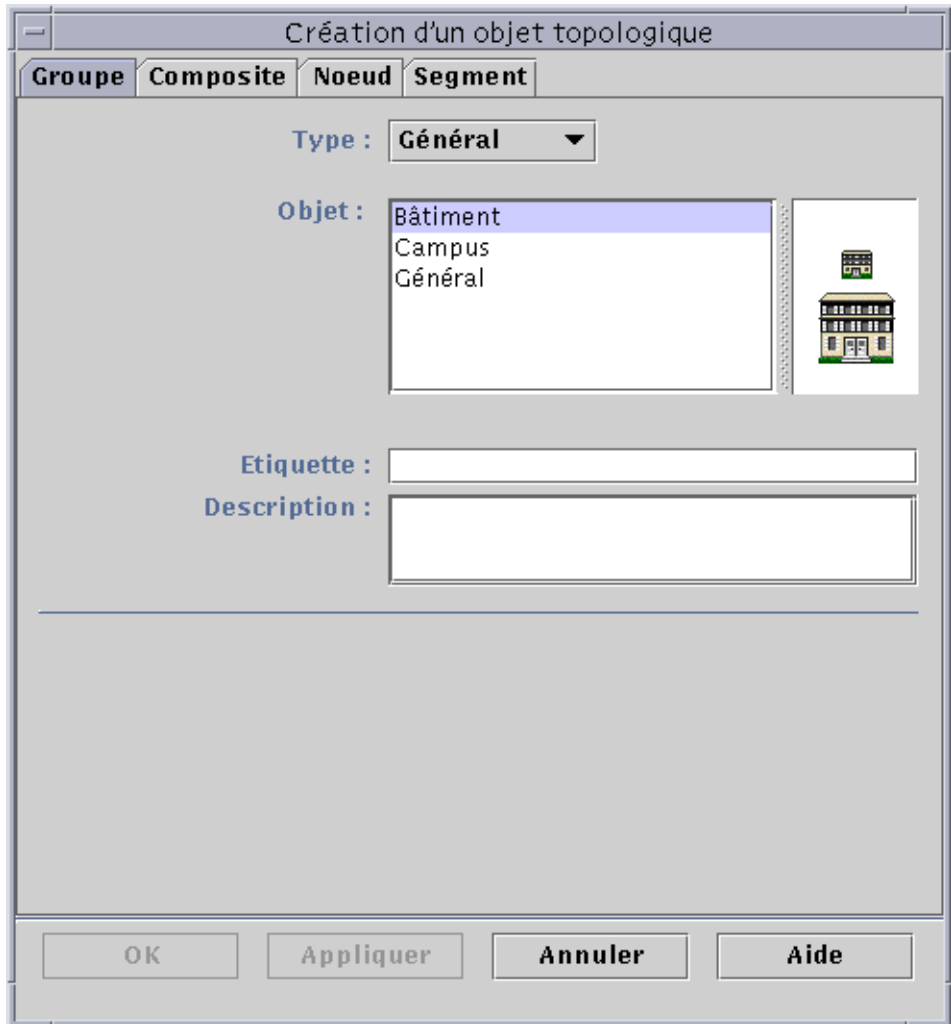 Création d'un objet topologique
Groupe Composite Noeud Segment
Type : Général
Objet : Bâtiment
Campus
Général
Etiquette :
Description :
OK Appliquer Annuler Aide